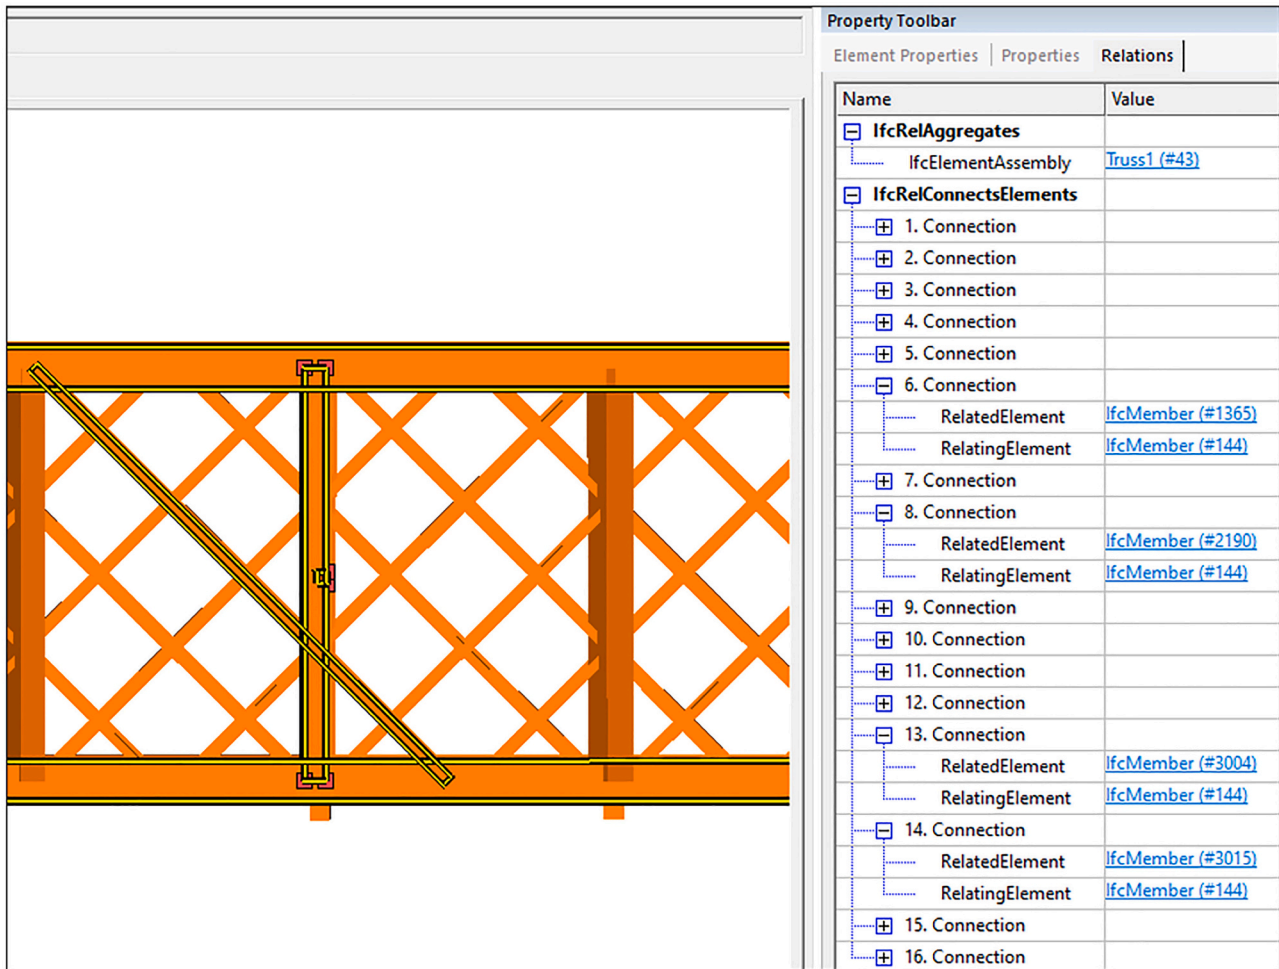 Property Toolbar
Element Properties Properties Relations
Name Value
IfcRelAggregates
IfcElementAssembly Truss1 (#43)
IfcRelConnectsElements
1. Connection
2. Connection
3. Connection
4. Connection
5. Connection
6. Connection
RelatedElement IfcMember (#1365)
RelatingElement IfcMember (#144)
7. Connection
8. Connection
RelatedElement IfcMember (#2190)
RelatingElement IfcMember (#144)
9. Connection
10. Connection
11. Connection
12. Connection
13. Connection
RelatedElement IfcMember (#3004)
RelatingElement IfcMember (#144)
14. Connection
RelatedElement IfcMember (#3015)
RelatingElement IfcMember (#144)
15. Connection
16. Connection